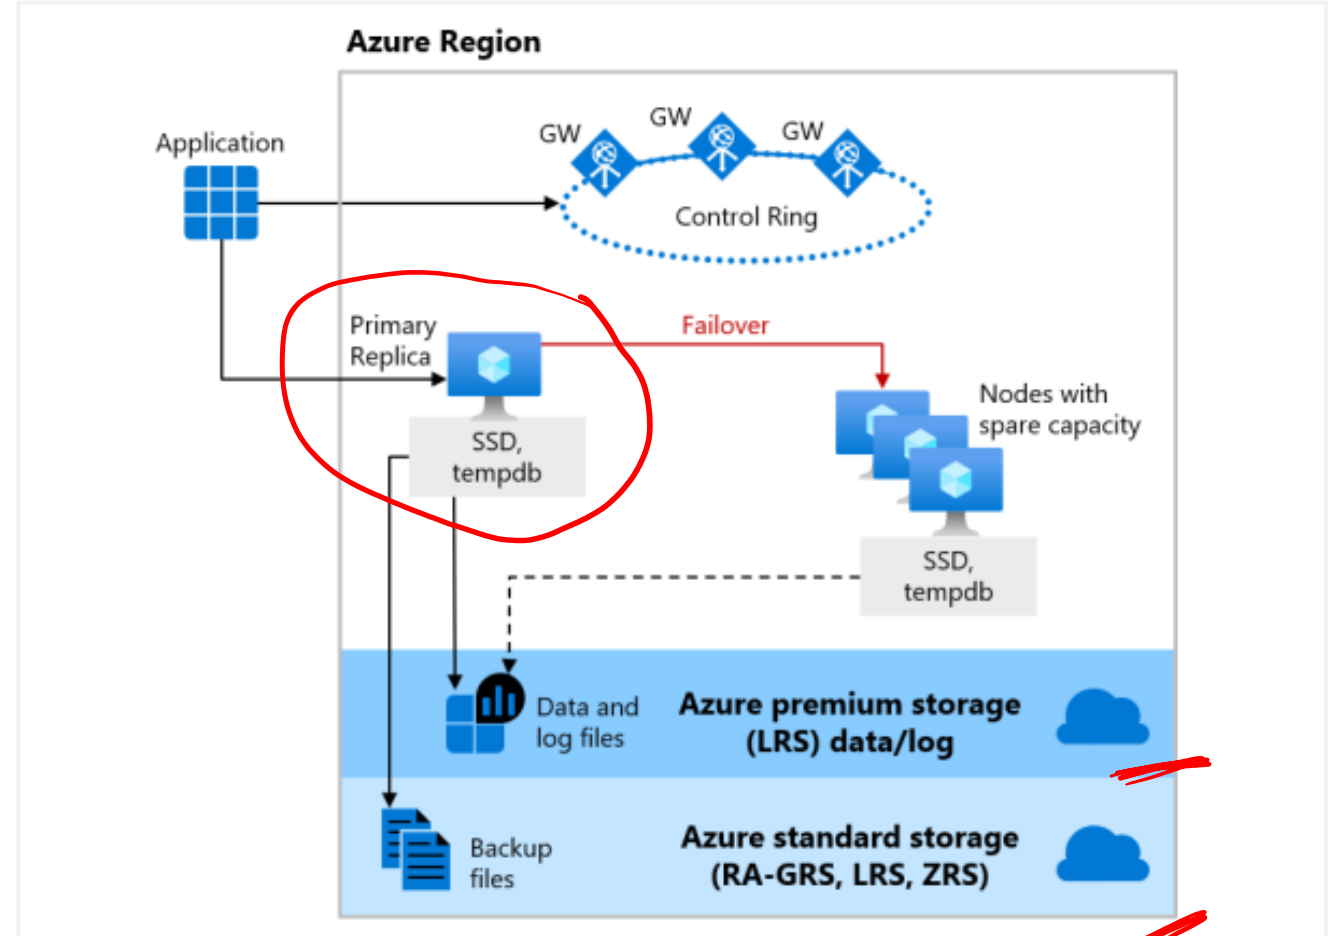 Azure Region
Application
GW
GW
GW
Control Ring
Primary
Replica
Failover
SSD,
tempdb
Nodes with
spare capacity
SSD,
tempdb
Data and
log files
Azure premium storage
(LRS) data/log
Backup
files
Azure standard storage
(RA-GRS, LRS, ZRS)